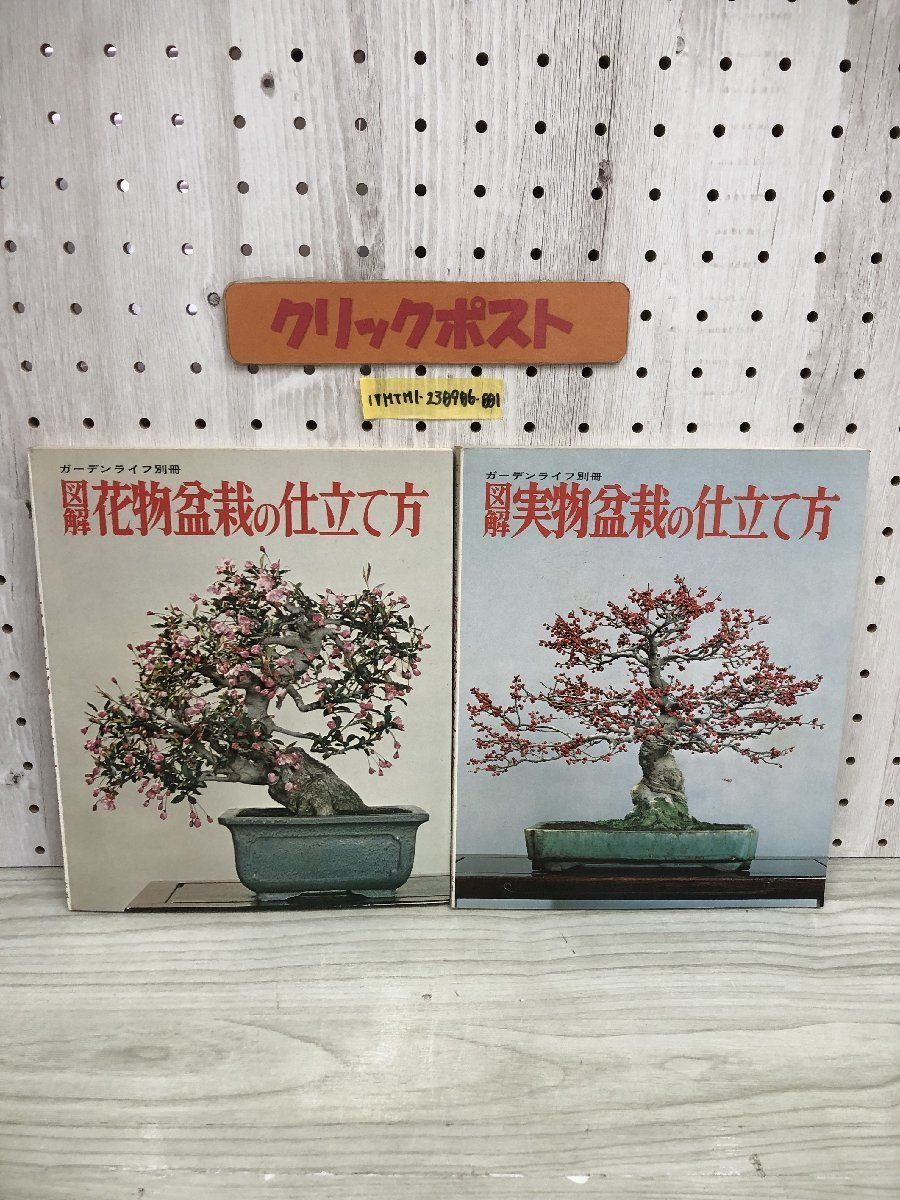 クリックポスト
1TMTM1-230906-001
ガーデンライフ別冊
図解 花物盆栽の仕立て方
ガーデンライフ別冊
図解 実物盆栽の仕立て方